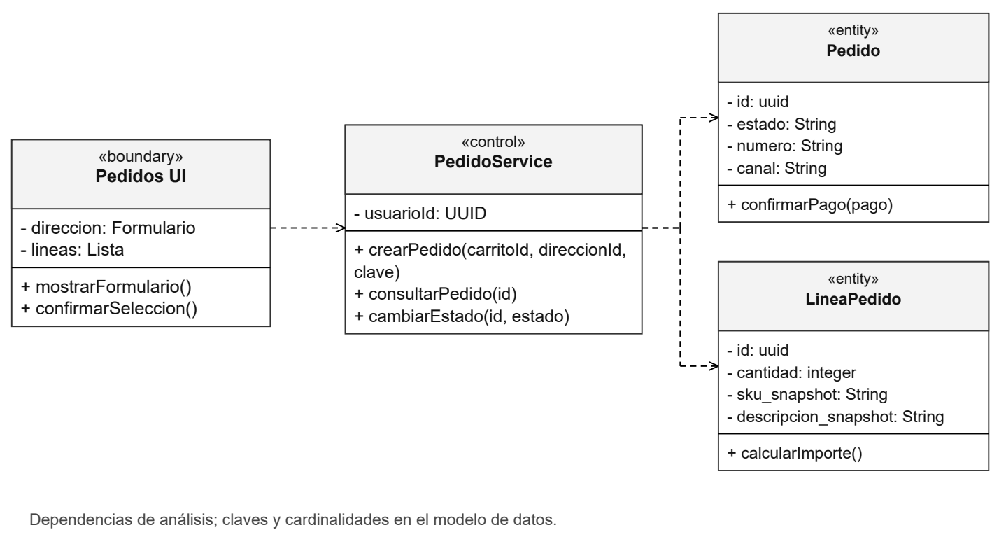 «boundary»
Pedidos UI
- direccion: Formulario
- lineas: Lista
+ mostrarFormulario()
+ confirmarSeleccion()
«control»
PedidoService
- usuarioId: UUID
+ crearPedido(carritoId, direccionId,
clave)
+ consultarPedido(id)
+ cambiarEstado(id, estado)
«entity»
Pedido
- id: uuid
- estado: String
- numero: String
- canal: String
+ confirmarPago(pago)
«entity»
LineaPedido
- id: uuid
- cantidad: integer
- sku_snapshot: String
- descripcion_snapshot: String
+ calcularImporte()
Dependencias de análisis; claves y cardinalidades en el modelo de datos.